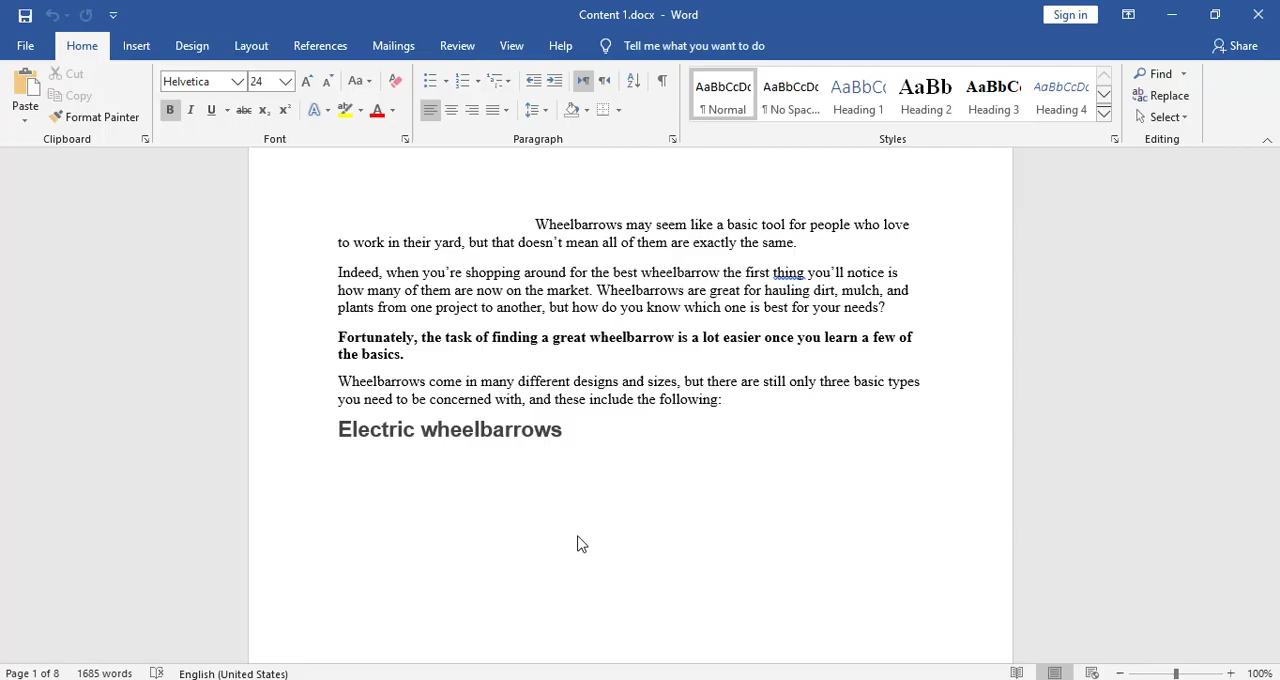 Content 1.docx - Word
Sign in
File Home Insert Design Layout References Mailings Review View Help Tell me what you want to do Share
Paste
Cut
Copy
Format Painter
Clipboard
Helvetica 24
Aa
B I U abc x₂ x² A A
Font
Paragraph
AaBbCcDc AaBbCcDc AaBbC AaBb AaBbC AaBbCcDc
¶ Normal ¶ No Spac... Heading 1 Heading 2 Heading 3 Heading 4
Styles
Find
Replace
Select
Editing
Wheelbarrows may seem like a basic tool for people who love
to work in their yard, but that doesn’t mean all of them are exactly the same.
Indeed, when you’re shopping around for the best wheelbarrow the first thing you’ll notice is
how many of them are now on the market. Wheelbarrows are great for hauling dirt, mulch, and
plants from one project to another, but how do you know which one is best for your needs?
Fortunately, the task of finding a great wheelbarrow is a lot easier once you learn a few of
the basics.
Wheelbarrows come in many different designs and sizes, but there are still only three basic types
you need to be concerned with, and these include the following:
Electric wheelbarrows
Page 1 of 8 1685 words English (United States) 100%